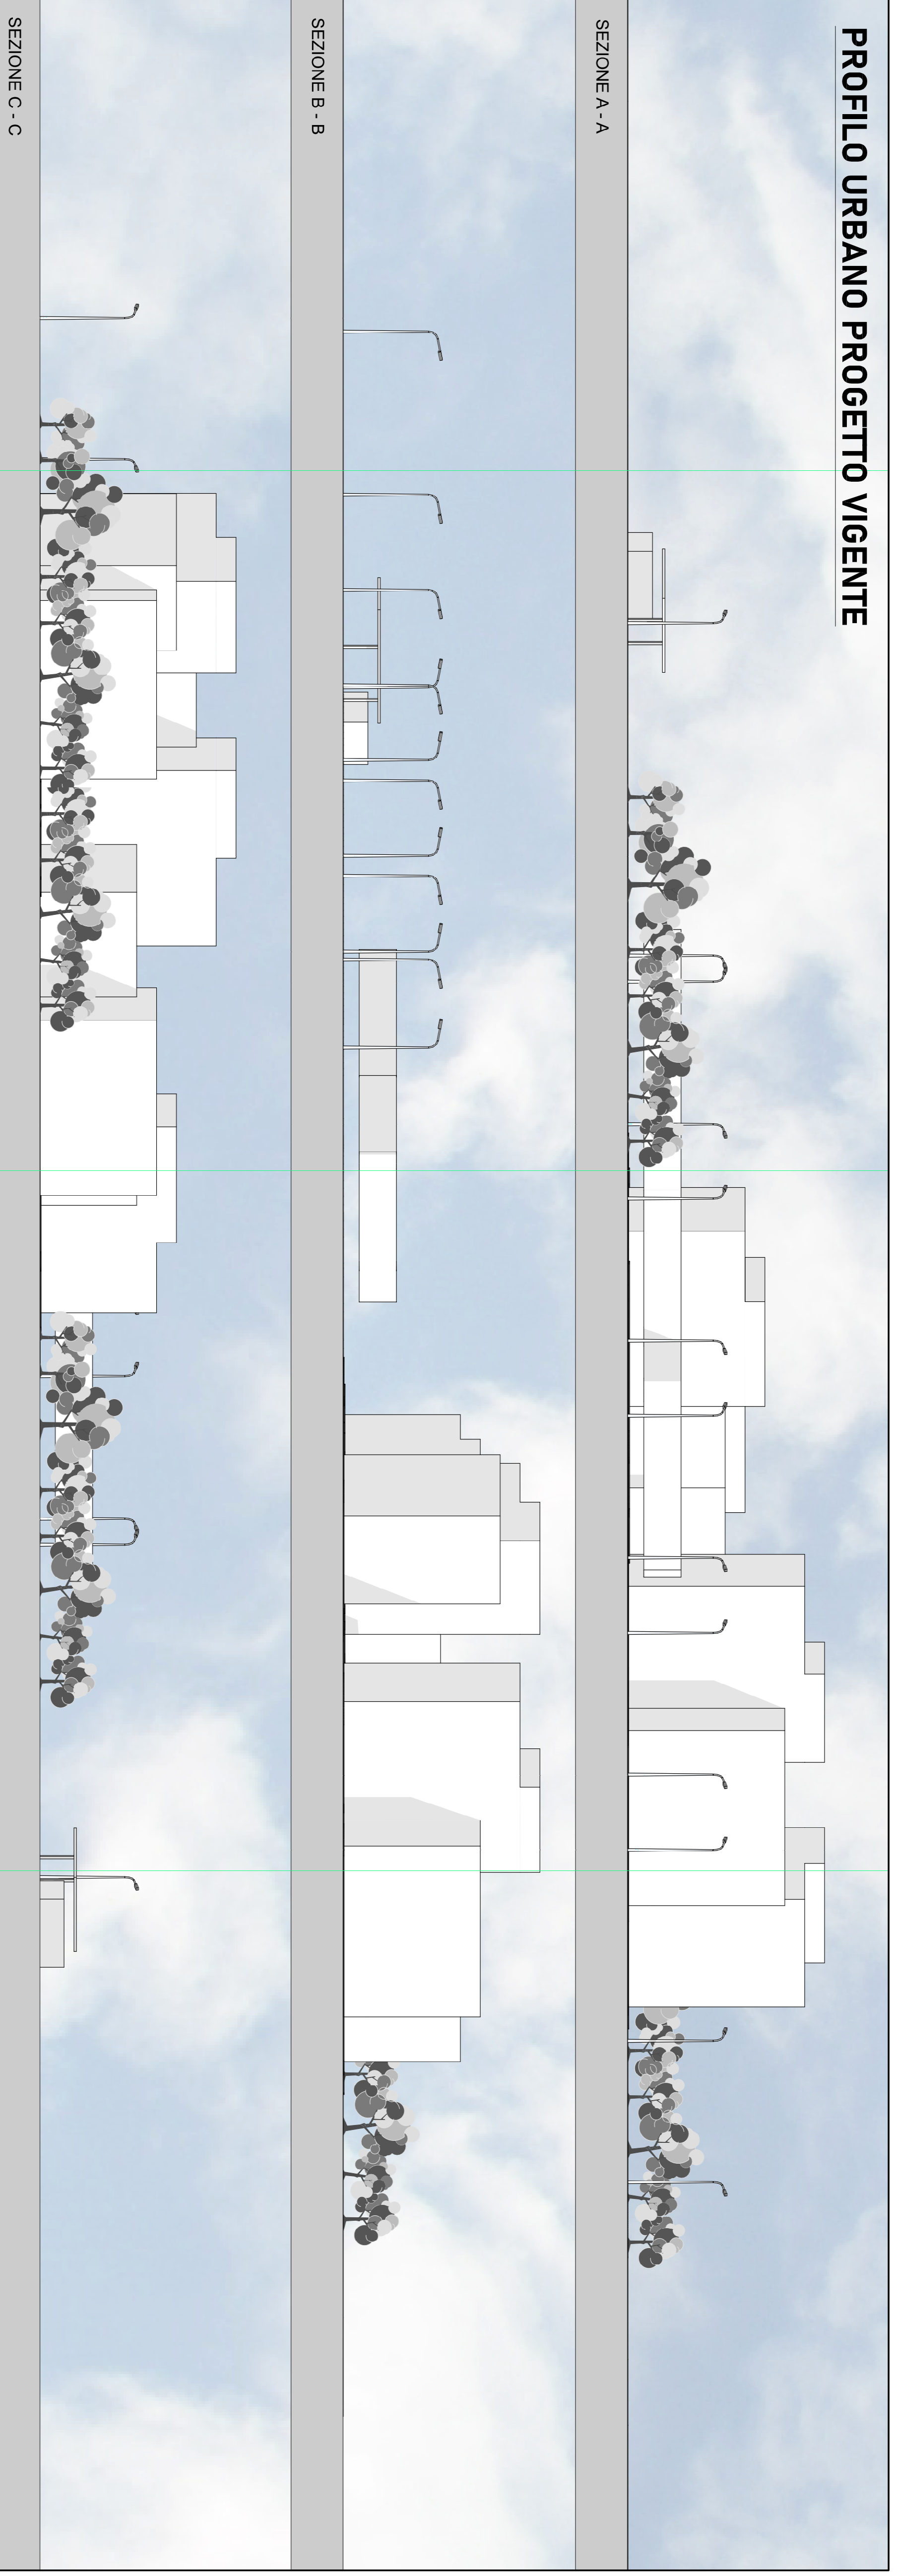 PROFILO URBANO PROGETTO VIGENTE
SEZIONE A - A
SEZIONE B - B
SEZIONE C - C